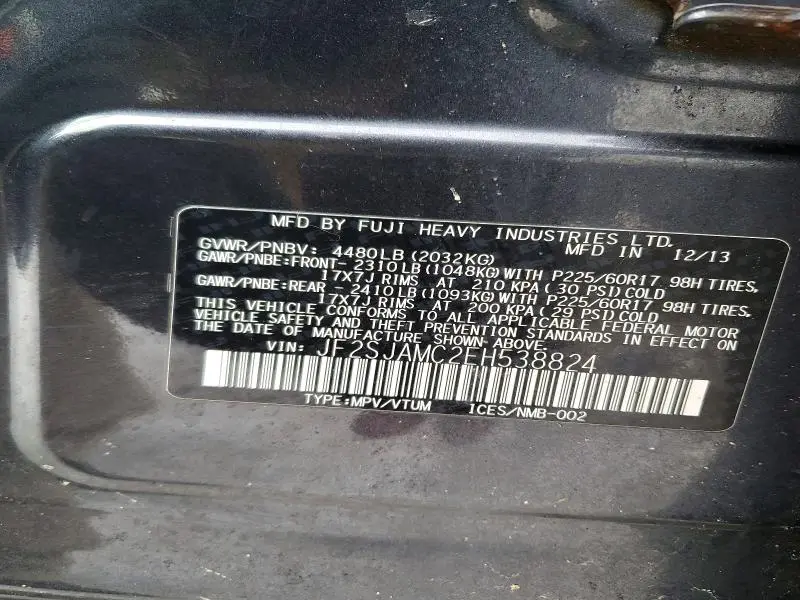 MFD BY FUJI HEAVY INDUSTRIES LTD.
GVWR/PNBV: 4480LB(2032KG) MFD IN 12/13
GAWR/PNBE:FRONT- 2310LB(1048KG)WITH P225/60R17 98H TIRES,
17X7J RIMS AT 210 KPA( 30 PSI)COLD
GAWR/PNBE:REAR - 2410LB(1093KG)WITH P225/60R17 98H TIRES,
17X7J RIMS AT 200 KPA( 29 PSI)COLD
THIS VEHICLE CONFORMS TO ALL APPLICABLE FEDERAL MOTOR
VEHICLE SAFETY AND THEFT PREVENTION STANDARDS IN EFFECT ON
THE DATE OF MANUFACTURE SHOWN ABOVE.
VIN: JF2SJAMC2EH538824
TYPE:MPV/VTUM ICES/NMB-002